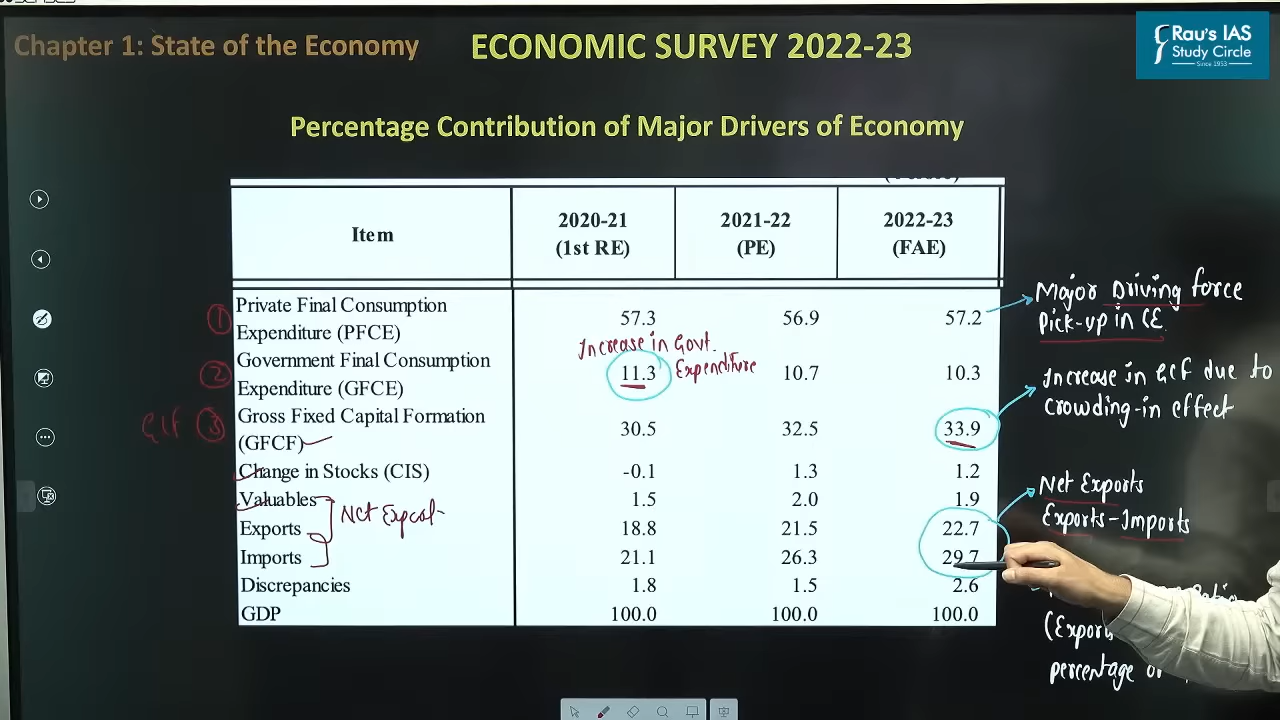 Chapter 1: State of the Economy
ECONOMIC SURVEY 2022-23
Rau's IAS
Study Circle
Since 1953
Percentage Contribution of Major Drivers of Economy
Item 2020-21 2021-22 2022-23
(1st RE) (PE) (FAE)
① Private Final Consumption
Expenditure (PFCE) 57.3 56.9 57.2
Major Driving force
Pick-up in CE.
Increase in Govt.
Expenditure
② Government Final Consumption
Expenditure (GFCE) 11.3 10.7 10.3
Increase in GCF due to
crowding-in effect
GCF ③ Gross Fixed Capital Formation
(GFCF) 30.5 32.5 33.9
Change in Stocks (CIS) -0.1 1.3 1.2
Valuables 1.5 2.0 1.9
Net
Exports 18.8 21.5 22.7
Imports 21.1 26.3 29.7
Net Exports
Exports-Imports
Discrepancies 1.8 1.5 2.6
GDP 100.0 100.0 100.0
percentage